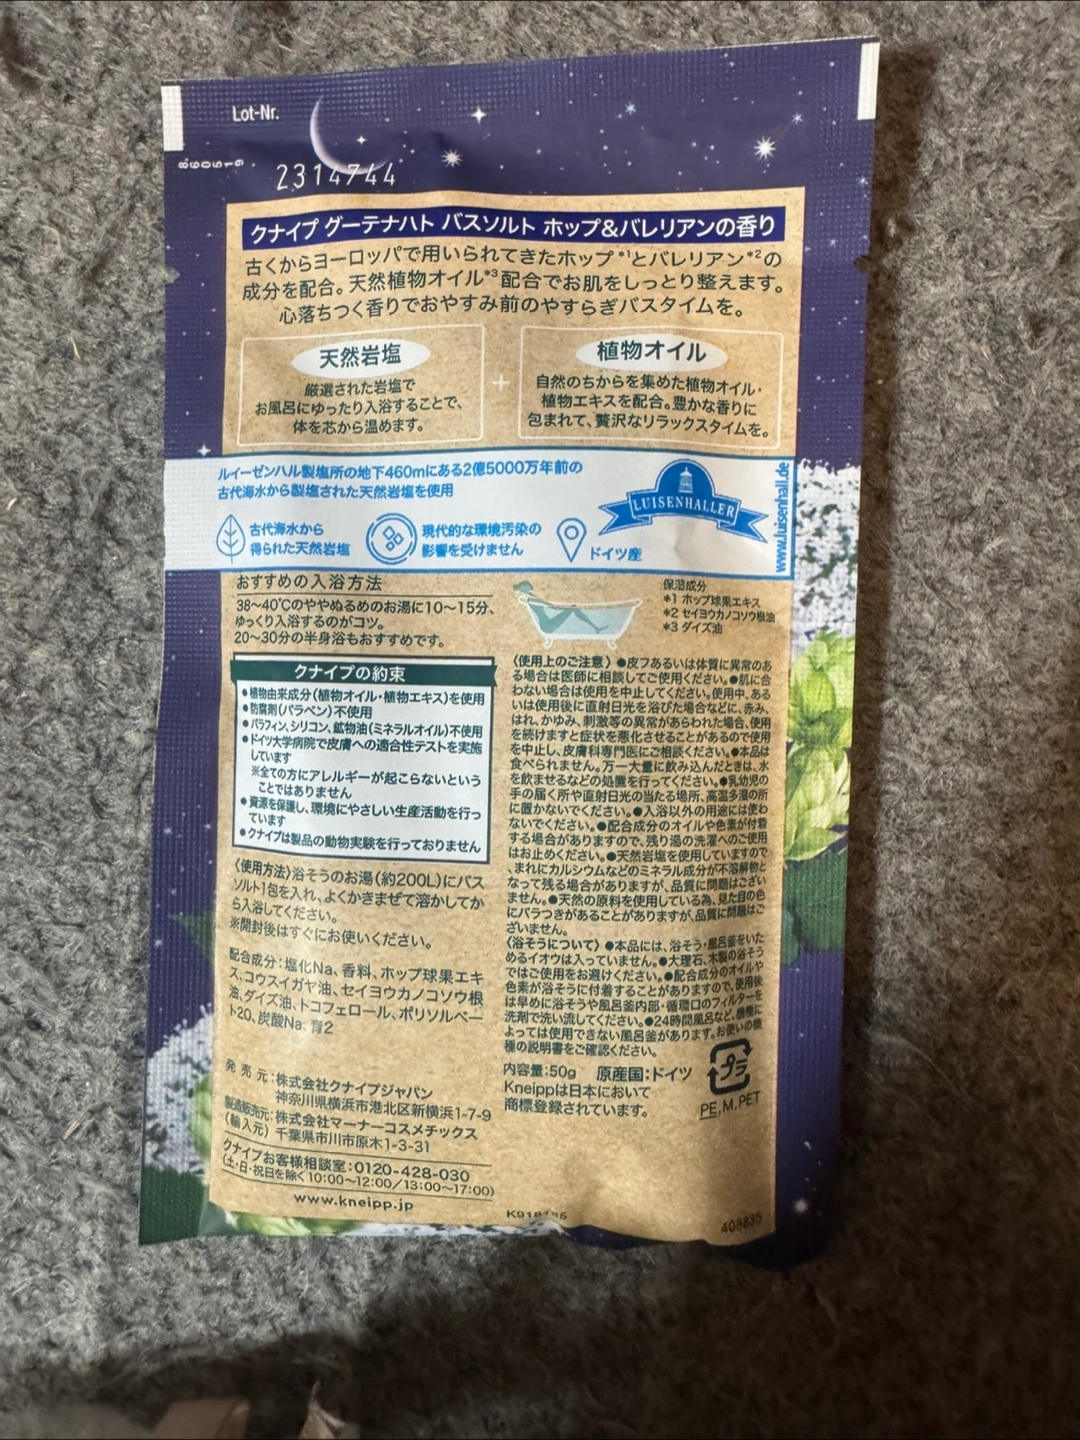 Lot-Nr.
2314744
クナイプ グーテナハト バスソルト ホップ&バレリアンの香り
古くからヨーロッパで用いられてきたホップ*1とバレリアン*2の
成分を配合。天然植物オイル*3配合でお肌をしっとり整えます。
心落ちつく香りでおやすみ前のやすらぎバスタイムを。
天然岩塩
厳選された岩塩で
お風呂にゆったり入浴することで、
体を芯から温めます。
+
植物オイル
自然のちからを集めた植物オイル・
植物エキスを配合。豊かな香りに
包まれて、贅沢なリラックスタイムを。
ルイーゼンハル製塩所の地下460mにある2億5000万年前の
古代海水から製塩された天然岩塩を使用
古代海水から
得られた天然岩塩
現代的な環境汚染の
影響を受けません
ドイツ産
LUISENHALLER
www.luisenhall.de
おすすめの入浴方法
38〜40℃のややぬるめのお湯に10〜15分、
ゆっくり入浴するのがコツ。
20〜30分の半身浴もおすすめです。
保湿成分
*1 ホップ球果エキス
*2 セイヨウカノコソウ根油
*3 ダイズ油
クナイプの約束
●植物由来成分(植物オイル・植物エキス)を使用
●防腐剤(パラベン)不使用
●パラフィン、シリコン、鉱物油(ミネラルオイル)不使用
●ドイツ大学病院で皮膚への適合性テストを実施
しています
※全ての方にアレルギーが起こらないという
ことではありません
●資源を保護し、環境にやさしい生産活動を行っ
ています
●クナイプは製品の動物実験を行っておりません
〈使用方法〉浴そうのお湯(約200L)にバス
ソルト1包を入れ、よくかきまぜて溶かしてか
ら入浴してください。
※開封後はすぐにお使いください。
配合成分:塩化Na、香料、ホップ球果エキ
ス、コウスイガヤ油、セイヨウカノコソウ根
油、ダイズ油、トコフェロール、ポリソルベー
ト20、炭酸Na、青2
発売元:株式会社クナイプジャパン
神奈川県横浜市港北区新横浜1-7-9
製造販売元:株式会社マーナーコスメチックス
(輸入元) 千葉県市川市原木1-3-31
クナイプお客様相談室:0120-428-030
(土・日・祝日を除く10:00〜12:00/13:00〜17:00)
www.kneipp.jp
〈使用上のご注意〉●皮フあるいは体質に異常のあ
る場合は医師に相談してご使用ください。●肌に合
わない場合は使用を中止してください。使用中、ある
いは使用後に直射日光を浴びた場合などに、赤み、
はれ、かゆみ、刺激等の異常があらわれた場合、使用
を続けますと症状を悪化させることがあるので使用
を中止し、皮膚科専門医にご相談ください。●本品は
食べられません。万一大量に飲み込んだときは、水
を飲ませるなどの処置を行ってください。●乳幼児の
手の届く所や直射日光の当たる場所、高温多湿の所
に置かないでください。●入浴以外の用途には使わ
ないでください。●配合成分のオイルや色素が付着
する場合がありますので、残り湯の洗濯へのご使用
はお止めください。●天然岩塩を使用していますので
、まれにカルシウムなどのミネラル成分が不溶解物と
なって残る場合がありますが、品質に問題はござい
ません。●天然の原料を使用している為、見た目の色
にバラつきがあることがありますが、品質に問題はご
ざいません。
〈浴そうについて〉●本品には、浴そう・風呂釜をいた
めるイオウは入っていません。●大理石、木製の浴そう
ではご使用をお避けください。●配合成分のオイルや
色素が浴そうに付着することがありますので、使用後
は早めに浴そうや風呂釜内部・循環口のフィルターを
洗剤で洗い流してください。●24時間風呂など、機種に
よっては使用できない風呂釜があります。お使いの機
種の説明書をご確認ください。
内容量:50g 原産国:ドイツ
Kneippは日本において
商標登録されています。
プラ
PE,M,PET
408835